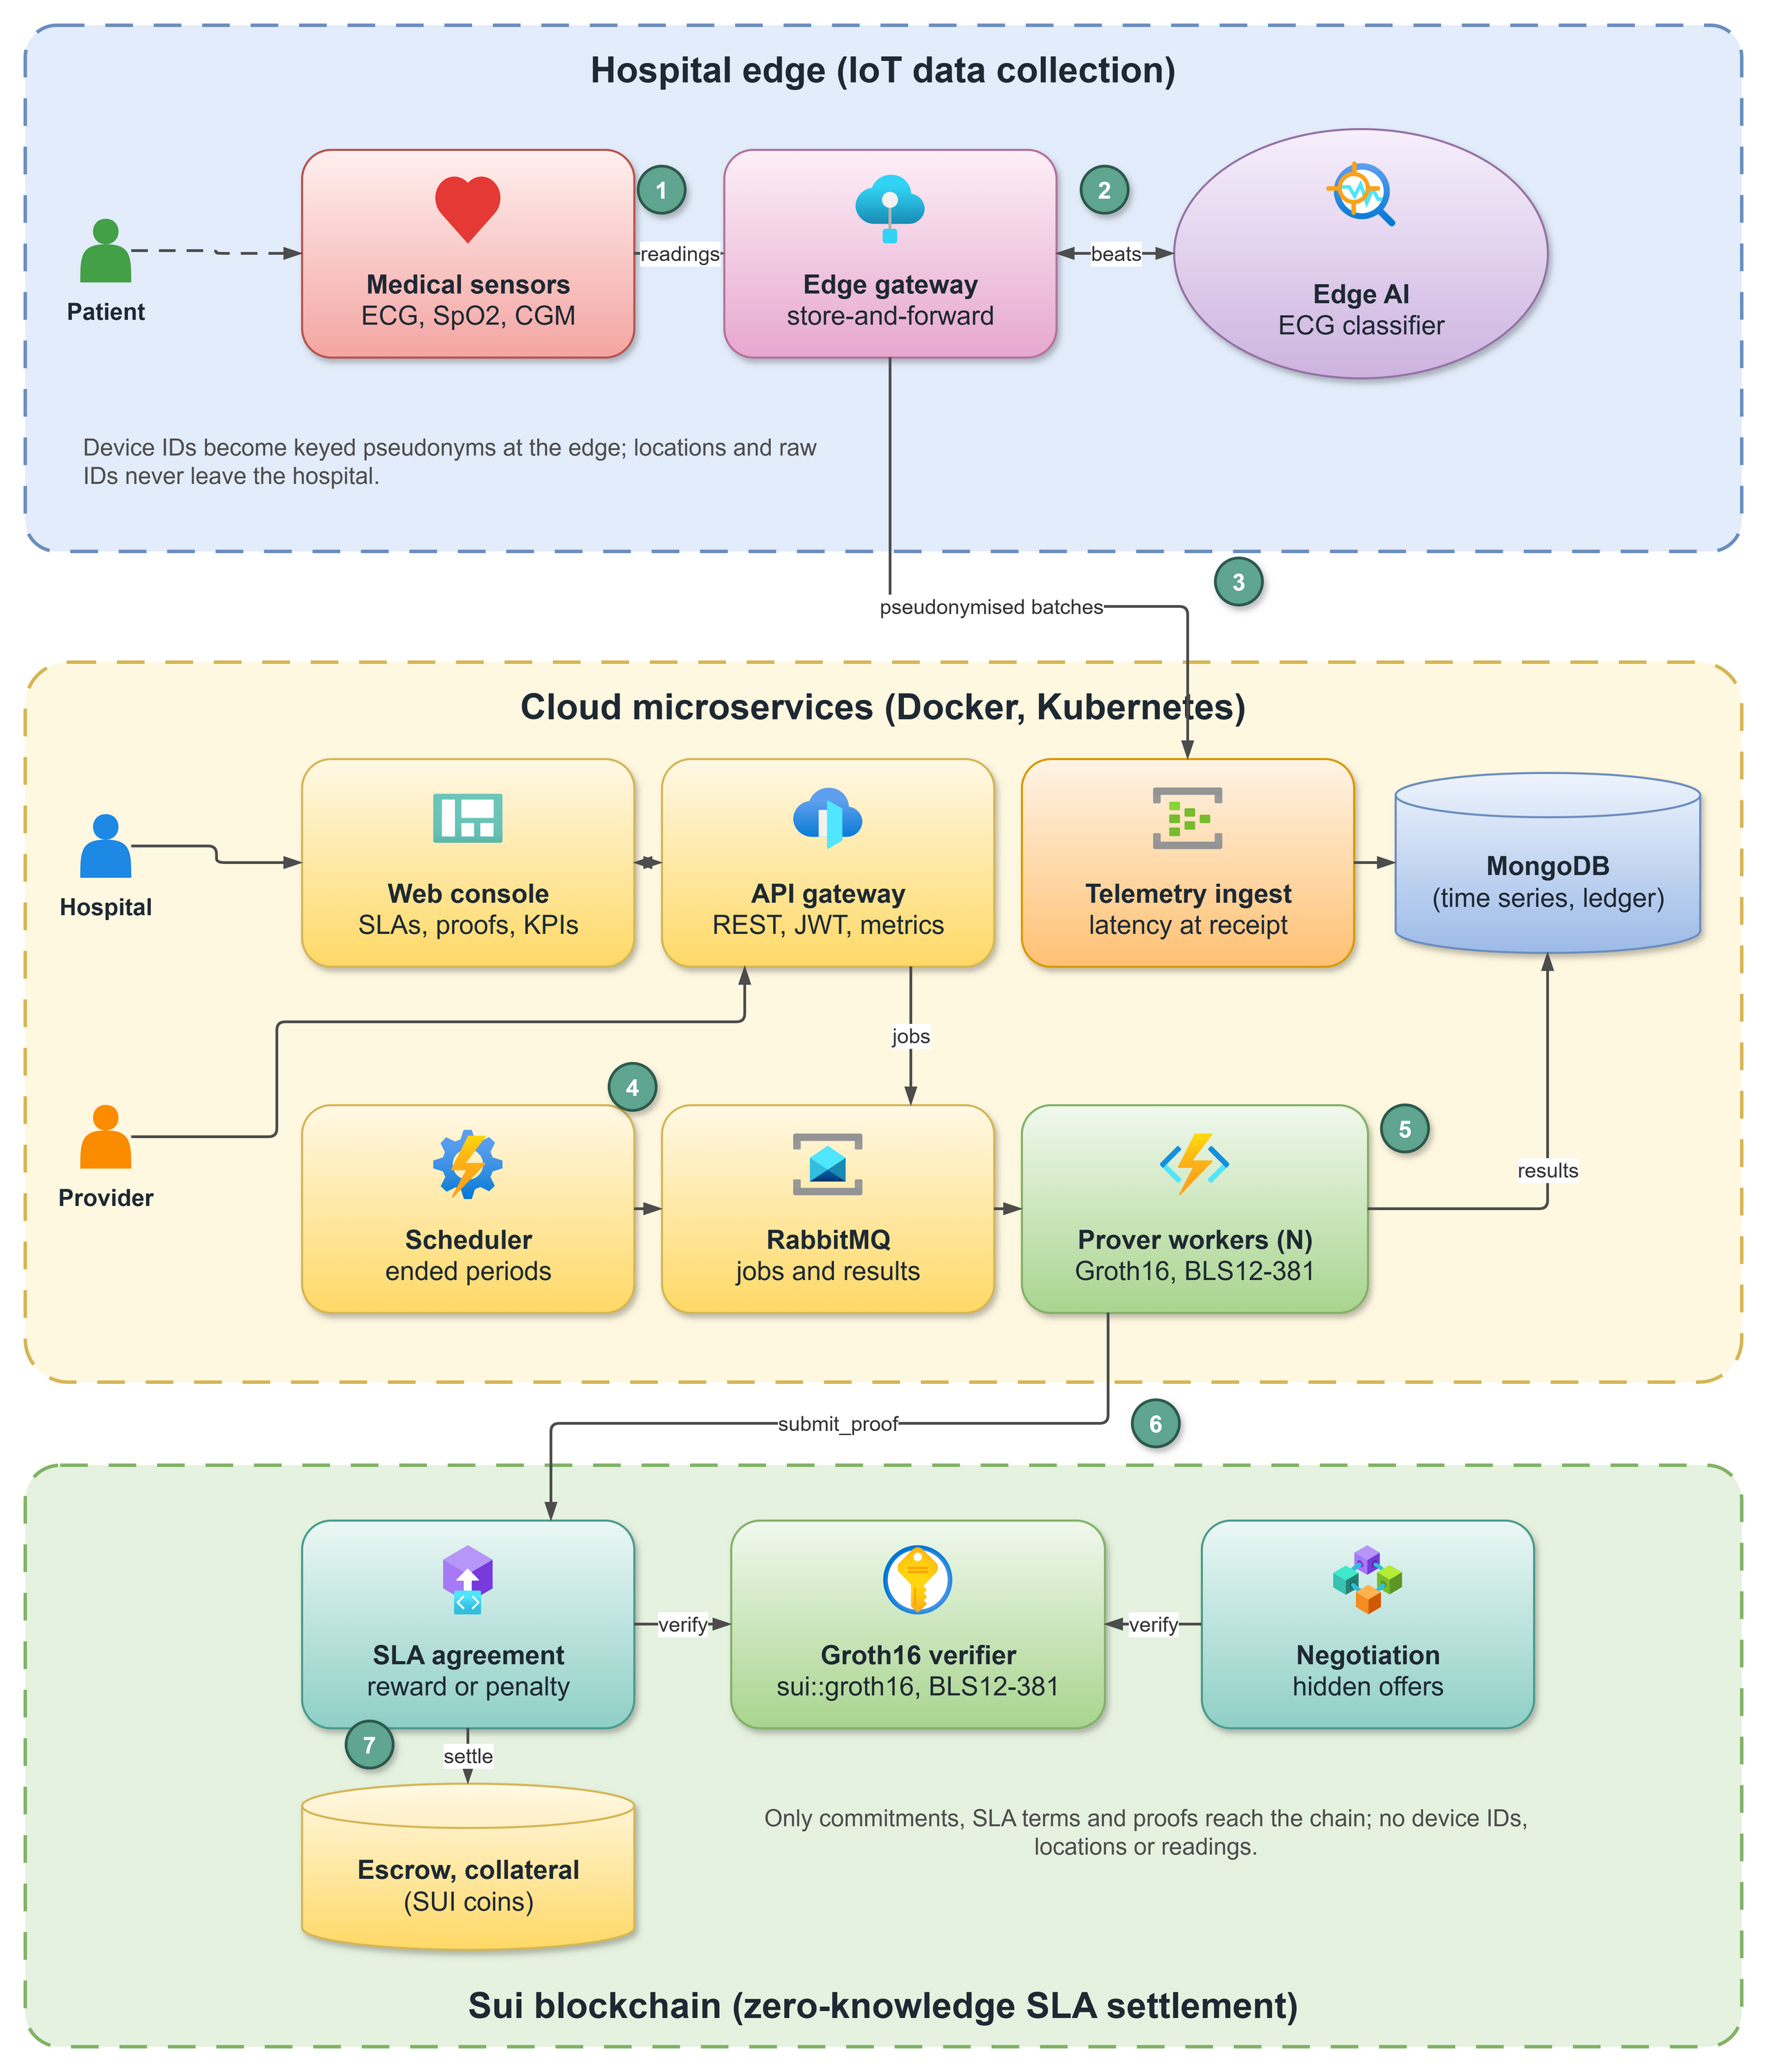 Hospital edge (IoT data collection)
1
2
Medical sensors
ECG, SpO2, CGM
readings
Edge gateway
store-and-forward
beats
Edge AI
ECG classifier
Patient
Device IDs become keyed pseudonyms at the edge; locations and raw
IDs never leave the hospital.
3
pseudonymised batches
Cloud microservices (Docker, Kubernetes)
Hospital
Web console
SLAs, proofs, KPIs
API gateway
REST, JWT, metrics
Telemetry ingest
latency at receipt
MongoDB
(time series, ledger)
jobs
4
5
Provider
Scheduler
ended periods
RabbitMQ
jobs and results
Prover workers (N)
Groth16, BLS12-381
results
submit_proof
6
SLA agreement
reward or penalty
verify
Groth16 verifier
sui::groth16, BLS12-381
verify
Negotiation
hidden offers
7
settle
Escrow, collateral
(SUI coins)
Only commitments, SLA terms and proofs reach the chain; no device IDs,
locations or readings.
Sui blockchain (zero-knowledge SLA settlement)